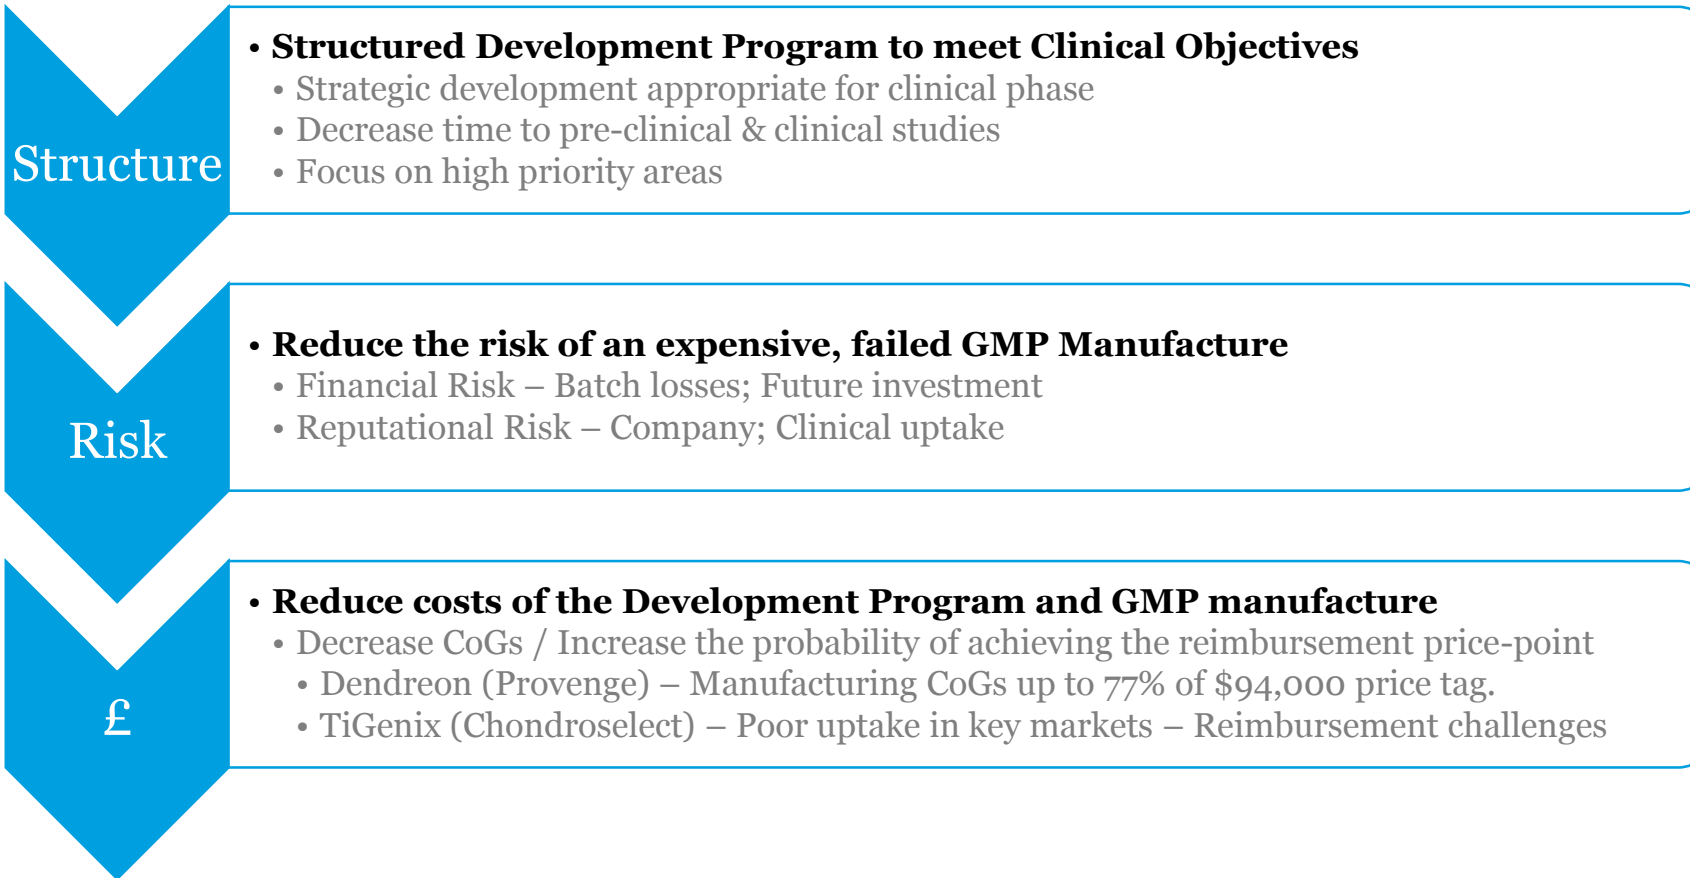 Structure
• Structured Development Program to meet Clinical Objectives
• Strategic development appropriate for clinical phase
• Decrease time to pre-clinical & clinical studies
• Focus on high priority areas
Risk
• Reduce the risk of an expensive, failed GMP Manufacture
• Financial Risk – Batch losses; Future investment
• Reputational Risk – Company; Clinical uptake
£
• Reduce costs of the Development Program and GMP manufacture
• Decrease CoGs / Increase the probability of achieving the reimbursement price-point
• Dendreon (Provenge) – Manufacturing CoGs up to 77% of $94,000 price tag.
• TiGenix (Chondroselect) – Poor uptake in key markets – Reimbursement challenges